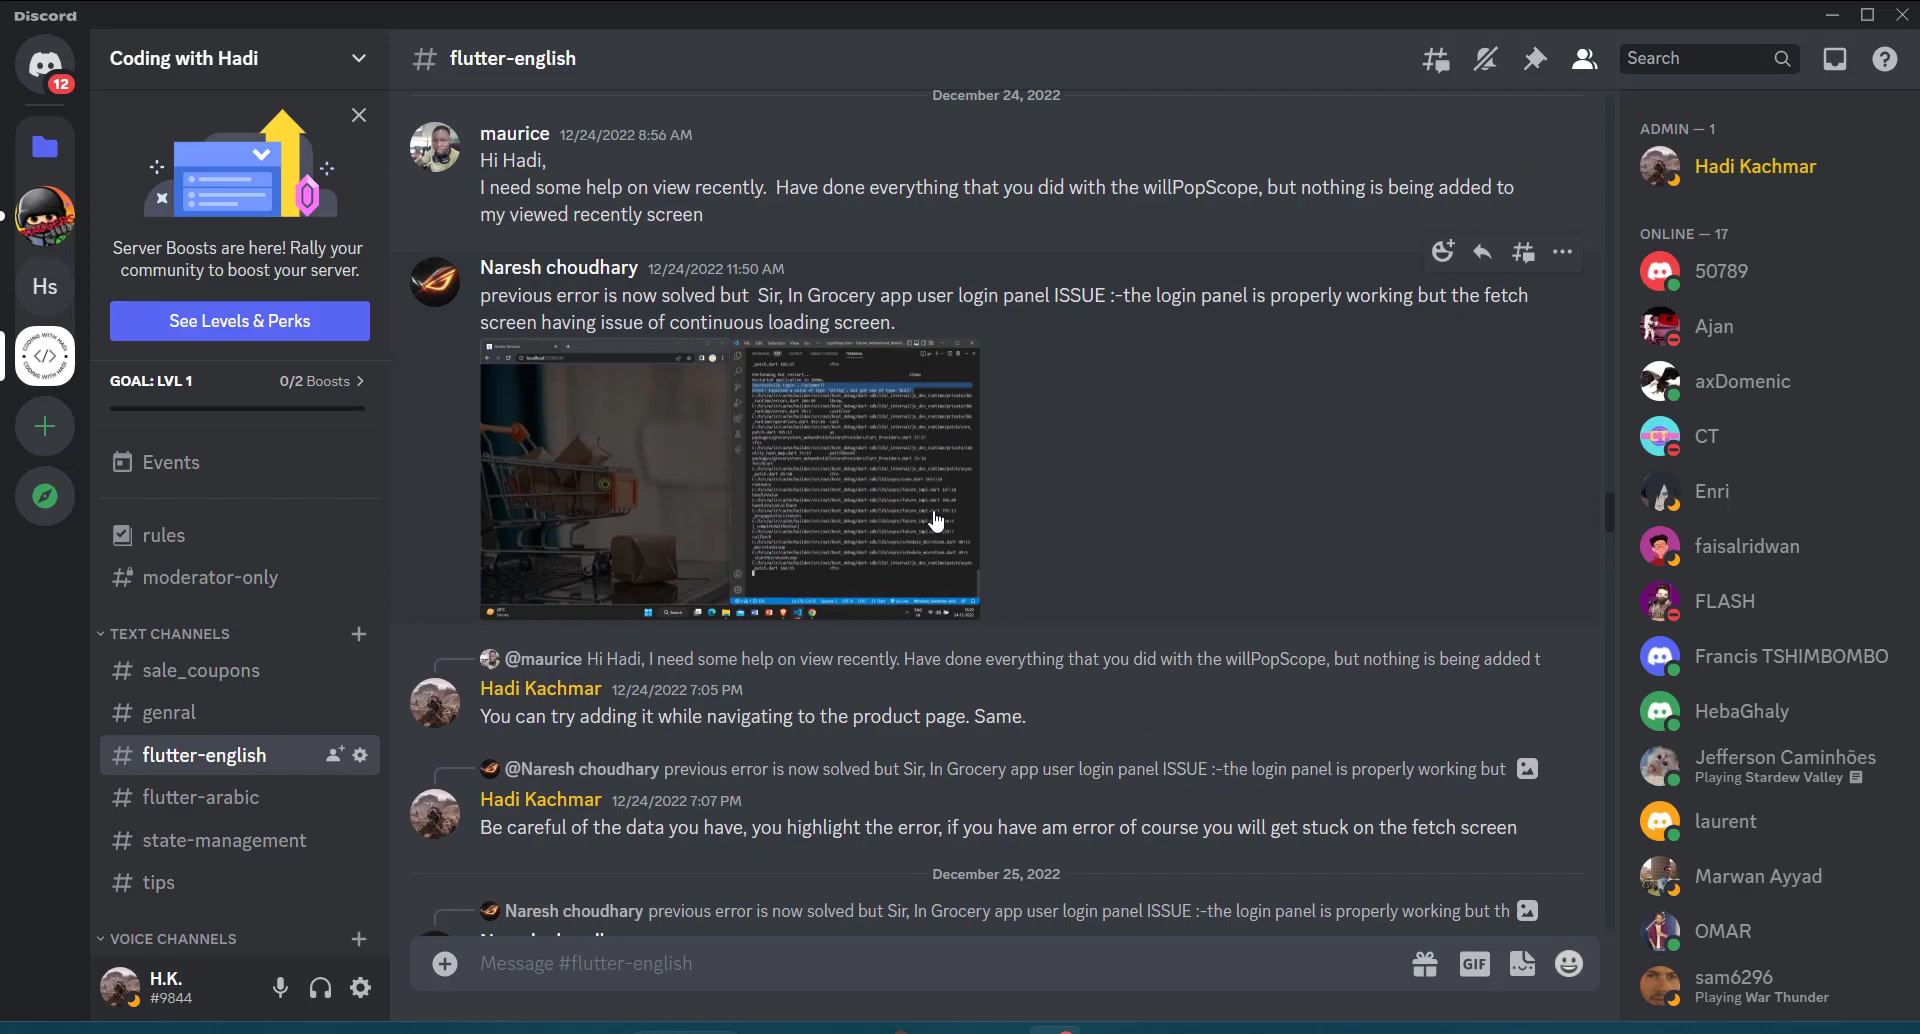 Discord
12
Hs
Coding with Hadi
Server Boosts are here! Rally your
community to boost your server.
See Levels & Perks
GOAL: LVL 1 0/2 Boosts
Events
rules
moderator-only
TEXT CHANNELS
sale_coupons
genral
flutter-english
flutter-arabic
state-management
tips
VOICE CHANNELS
H.K.
#9844
flutter-english
Search
December 24, 2022
maurice 12/24/2022 8:56 AM
Hi Hadi,
I need some help on view recently. Have done everything that you did with the willPopScope, but nothing is being added to
my viewed recently screen
Naresh choudhary 12/24/2022 11:50 AM
previous error is now solved but Sir, In Grocery app user login panel ISSUE :-the login panel is properly working but the fetch
screen having issue of continuous loading screen.
@maurice Hi Hadi, I need some help on view recently. Have done everything that you did with the willPopScope, but nothing is being added t
Hadi Kachmar 12/24/2022 7:05 PM
You can try adding it while navigating to the product page. Same.
@Naresh choudhary previous error is now solved but Sir, In Grocery app user login panel ISSUE :-the login panel is properly working but
Hadi Kachmar 12/24/2022 7:07 PM
Be careful of the data you have, you highlight the error, if you have am error of course you will get stuck on the fetch screen
December 25, 2022
Naresh choudhary previous error is now solved but Sir, In Grocery app user login panel ISSUE :-the login panel is properly working but th
Message #flutter-english
GIF
ADMIN — 1
Hadi Kachmar
ONLINE — 17
50789
Ajan
axDomenic
CT
Enri
faisalridwan
FLASH
Francis TSHIMBOMBO
HebaGhaly
Jefferson Caminhões
Playing Stardew Valley
laurent
Marwan Ayyad
OMAR
sam6296
Playing War Thunder